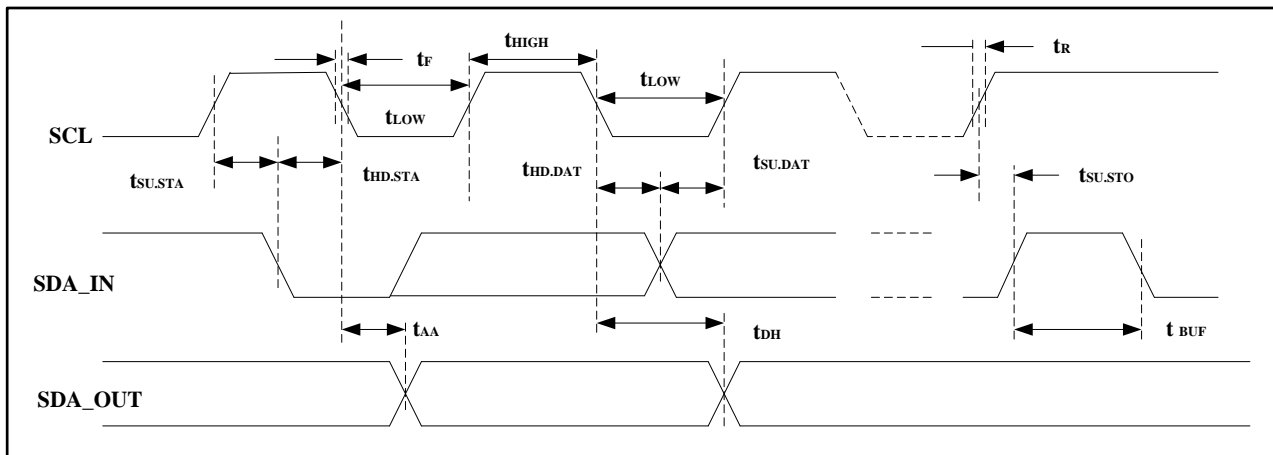 tHIGH
tR
tF
tLOW
tLOW
SCL
tSU.STA
tHD.STA
tHD.DAT
tSU.DAT
tSU.STO
SDA_IN
tAA
tDH
t BUF
SDA_OUT